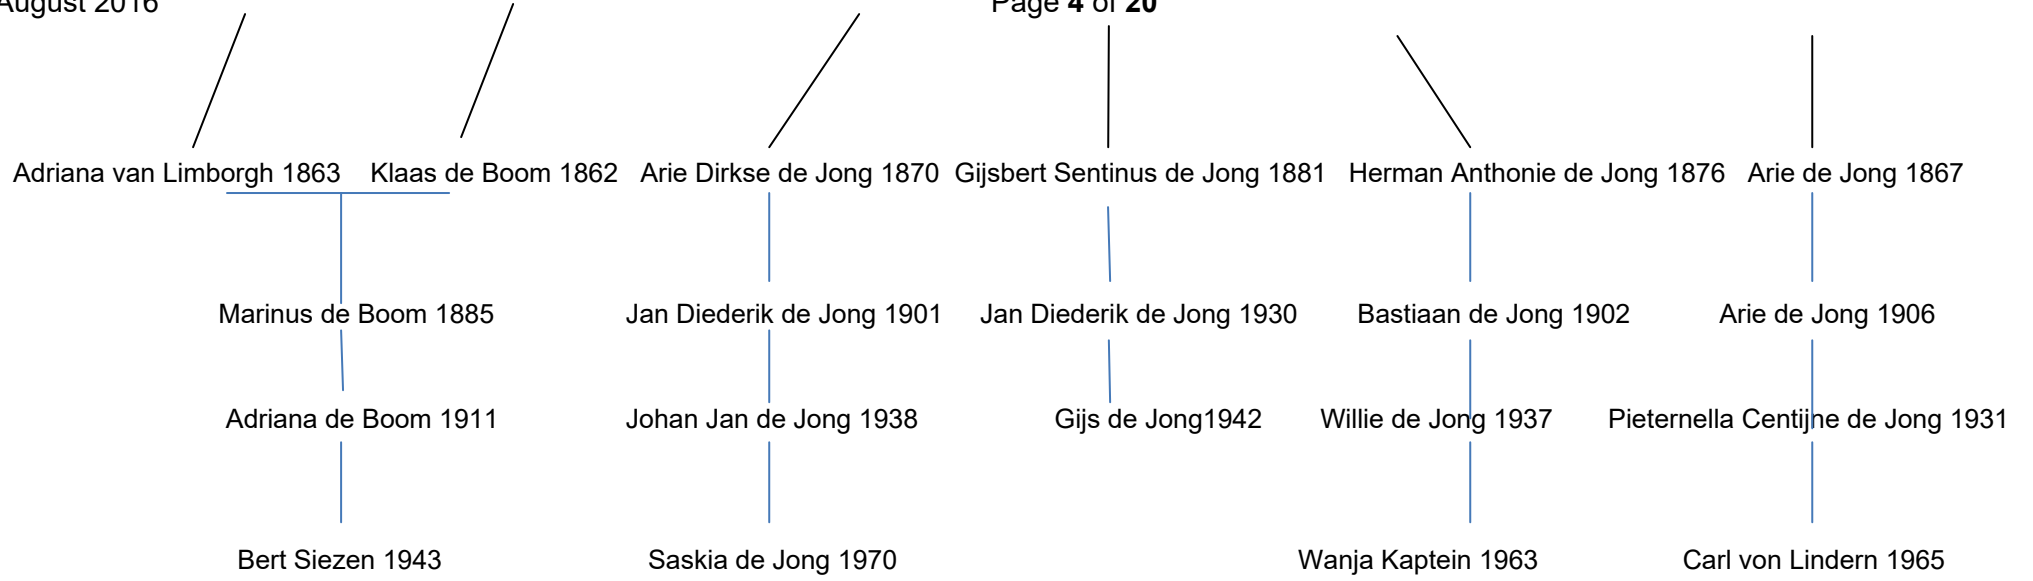 August 2016 Page 4 of 20
Adriana van Limborgh 1863 Klaas de Boom 1862 Arie Dirkse de Jong 1870 Gijsbert Sentinus de Jong 1881 Herman Anthonie de Jong 1876 Arie de Jong 1867
Marinus de Boom 1885 Jan Diederik de Jong 1901 Jan Diederik de Jong 1930 Bastiaan de Jong 1902 Arie de Jong 1906
Adriana de Boom 1911 Johan Jan de Jong 1938 Gijs de Jong1942 Willie de Jong 1937 Pieternella Centijne de Jong 1931
Bert Siezen 1943 Saskia de Jong 1970 Wanja Kaptein 1963 Carl von Lindern 1965